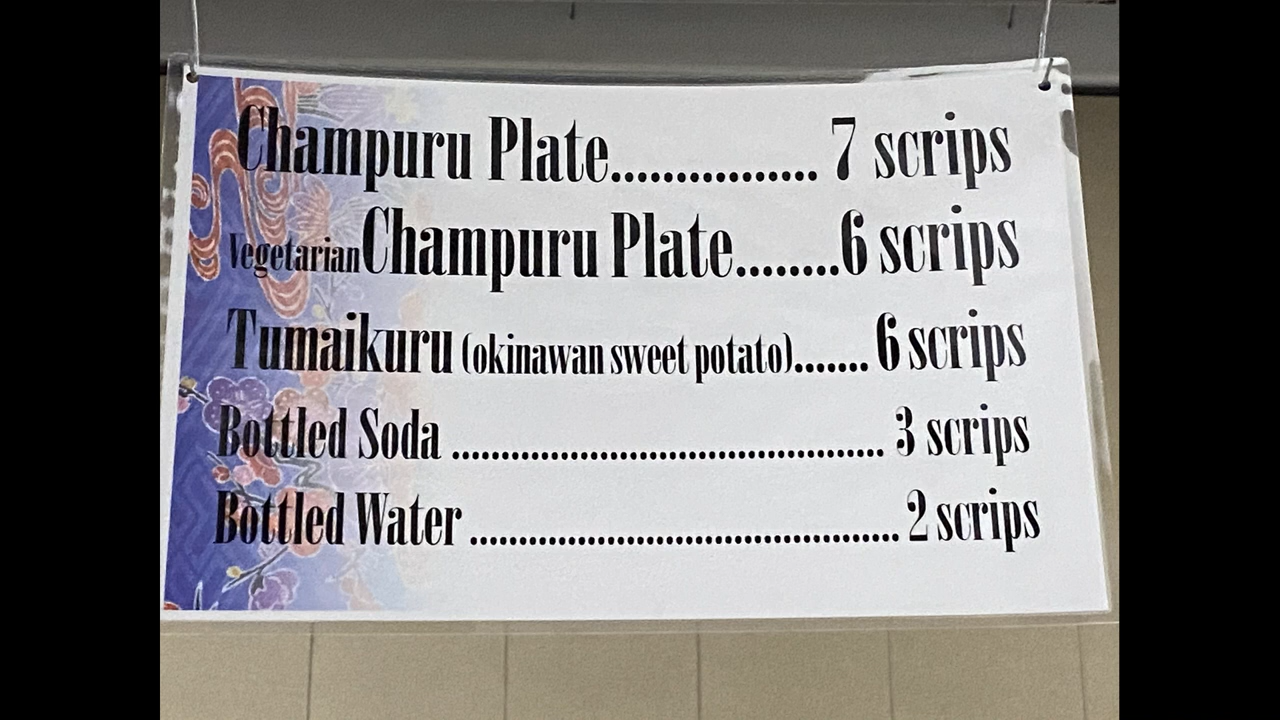 Champuru Plate................ 7 scrips
Vegetarian Champuru Plate........6 scrips
Tumaikuru (okinawan sweet potato)....... 6 scrips
Bottled Soda ............................................ 3 scrips
Bottled Water ............................................ 2 scrips